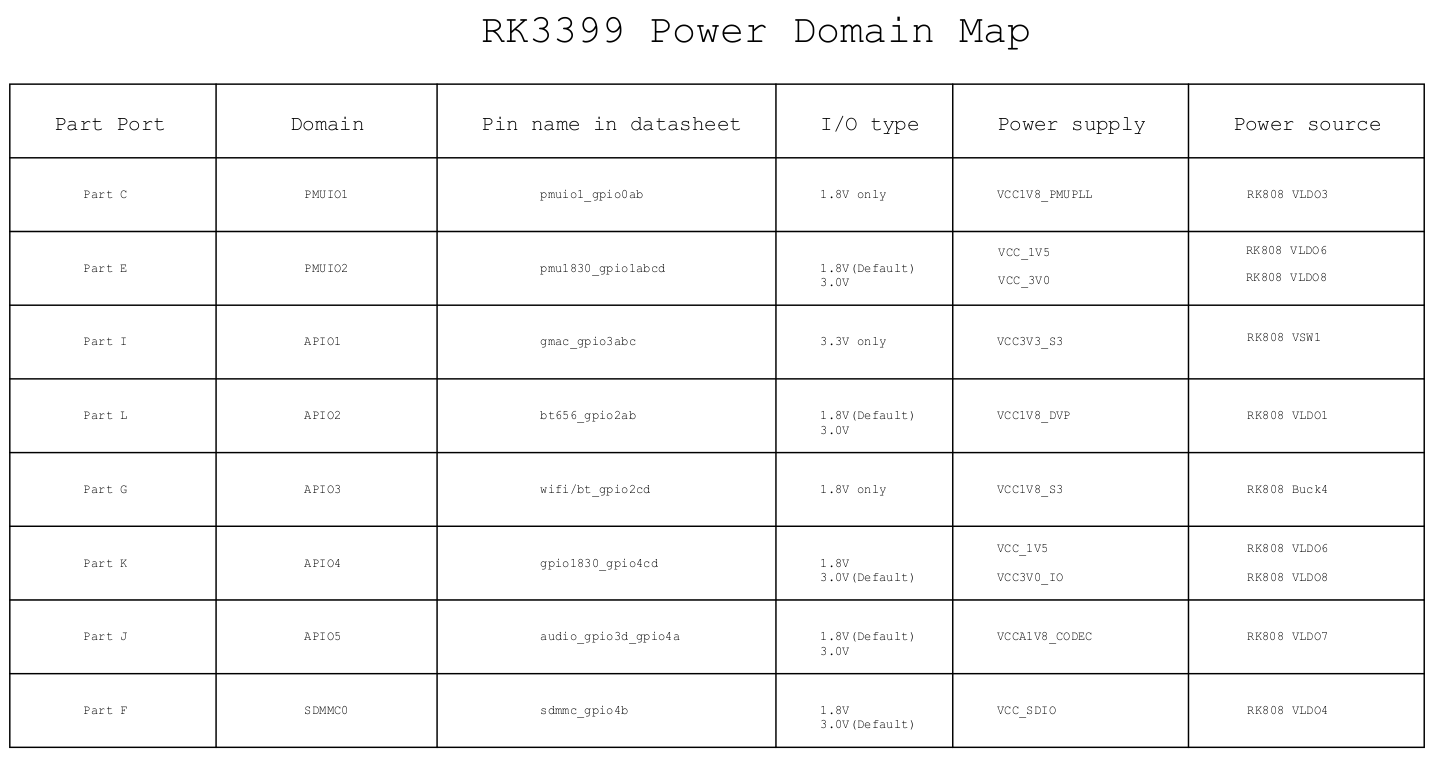 RK3399 Power Domain Map
Part Port Domain Pin name in datasheet I/O type Power supply Power source
Part C PMUIO1 pmuio1_gpio0ab 1.8V only VCC1V8_PMUPLL RK808 VLDO3
Part E PMUIO2 pmu1830_gpio1abcd 1.8V(Default) 3.0V VCC_1V5 VCC_3V0 RK808 VLDO6 RK808 VLDO8
Part I APIO1 gmac_gpio3abc 3.3V only VCC3V3_S3 RK808 VSW1
Part L APIO2 bt656_gpio2ab 1.8V(Default) 3.0V VCC1V8_DVP RK808 VLDO1
Part G APIO3 wifi/bt_gpio2cd 1.8V only VCC1V8_S3 RK808 Buck4
Part K APIO4 gpio1830_gpio4cd 1.8V 3.0V(Default) VCC_1V5 VCC3V0_IO RK808 VLDO6 RK808 VLDO8
Part J APIO5 audio_gpio3d_gpio4a 1.8V(Default) 3.0V VCCA1V8_CODEC RK808 VLDO7
Part F SDMMC0 sdmmc_gpio4b 1.8V 3.0V(Default) VCC_SDIO RK808 VLDO4